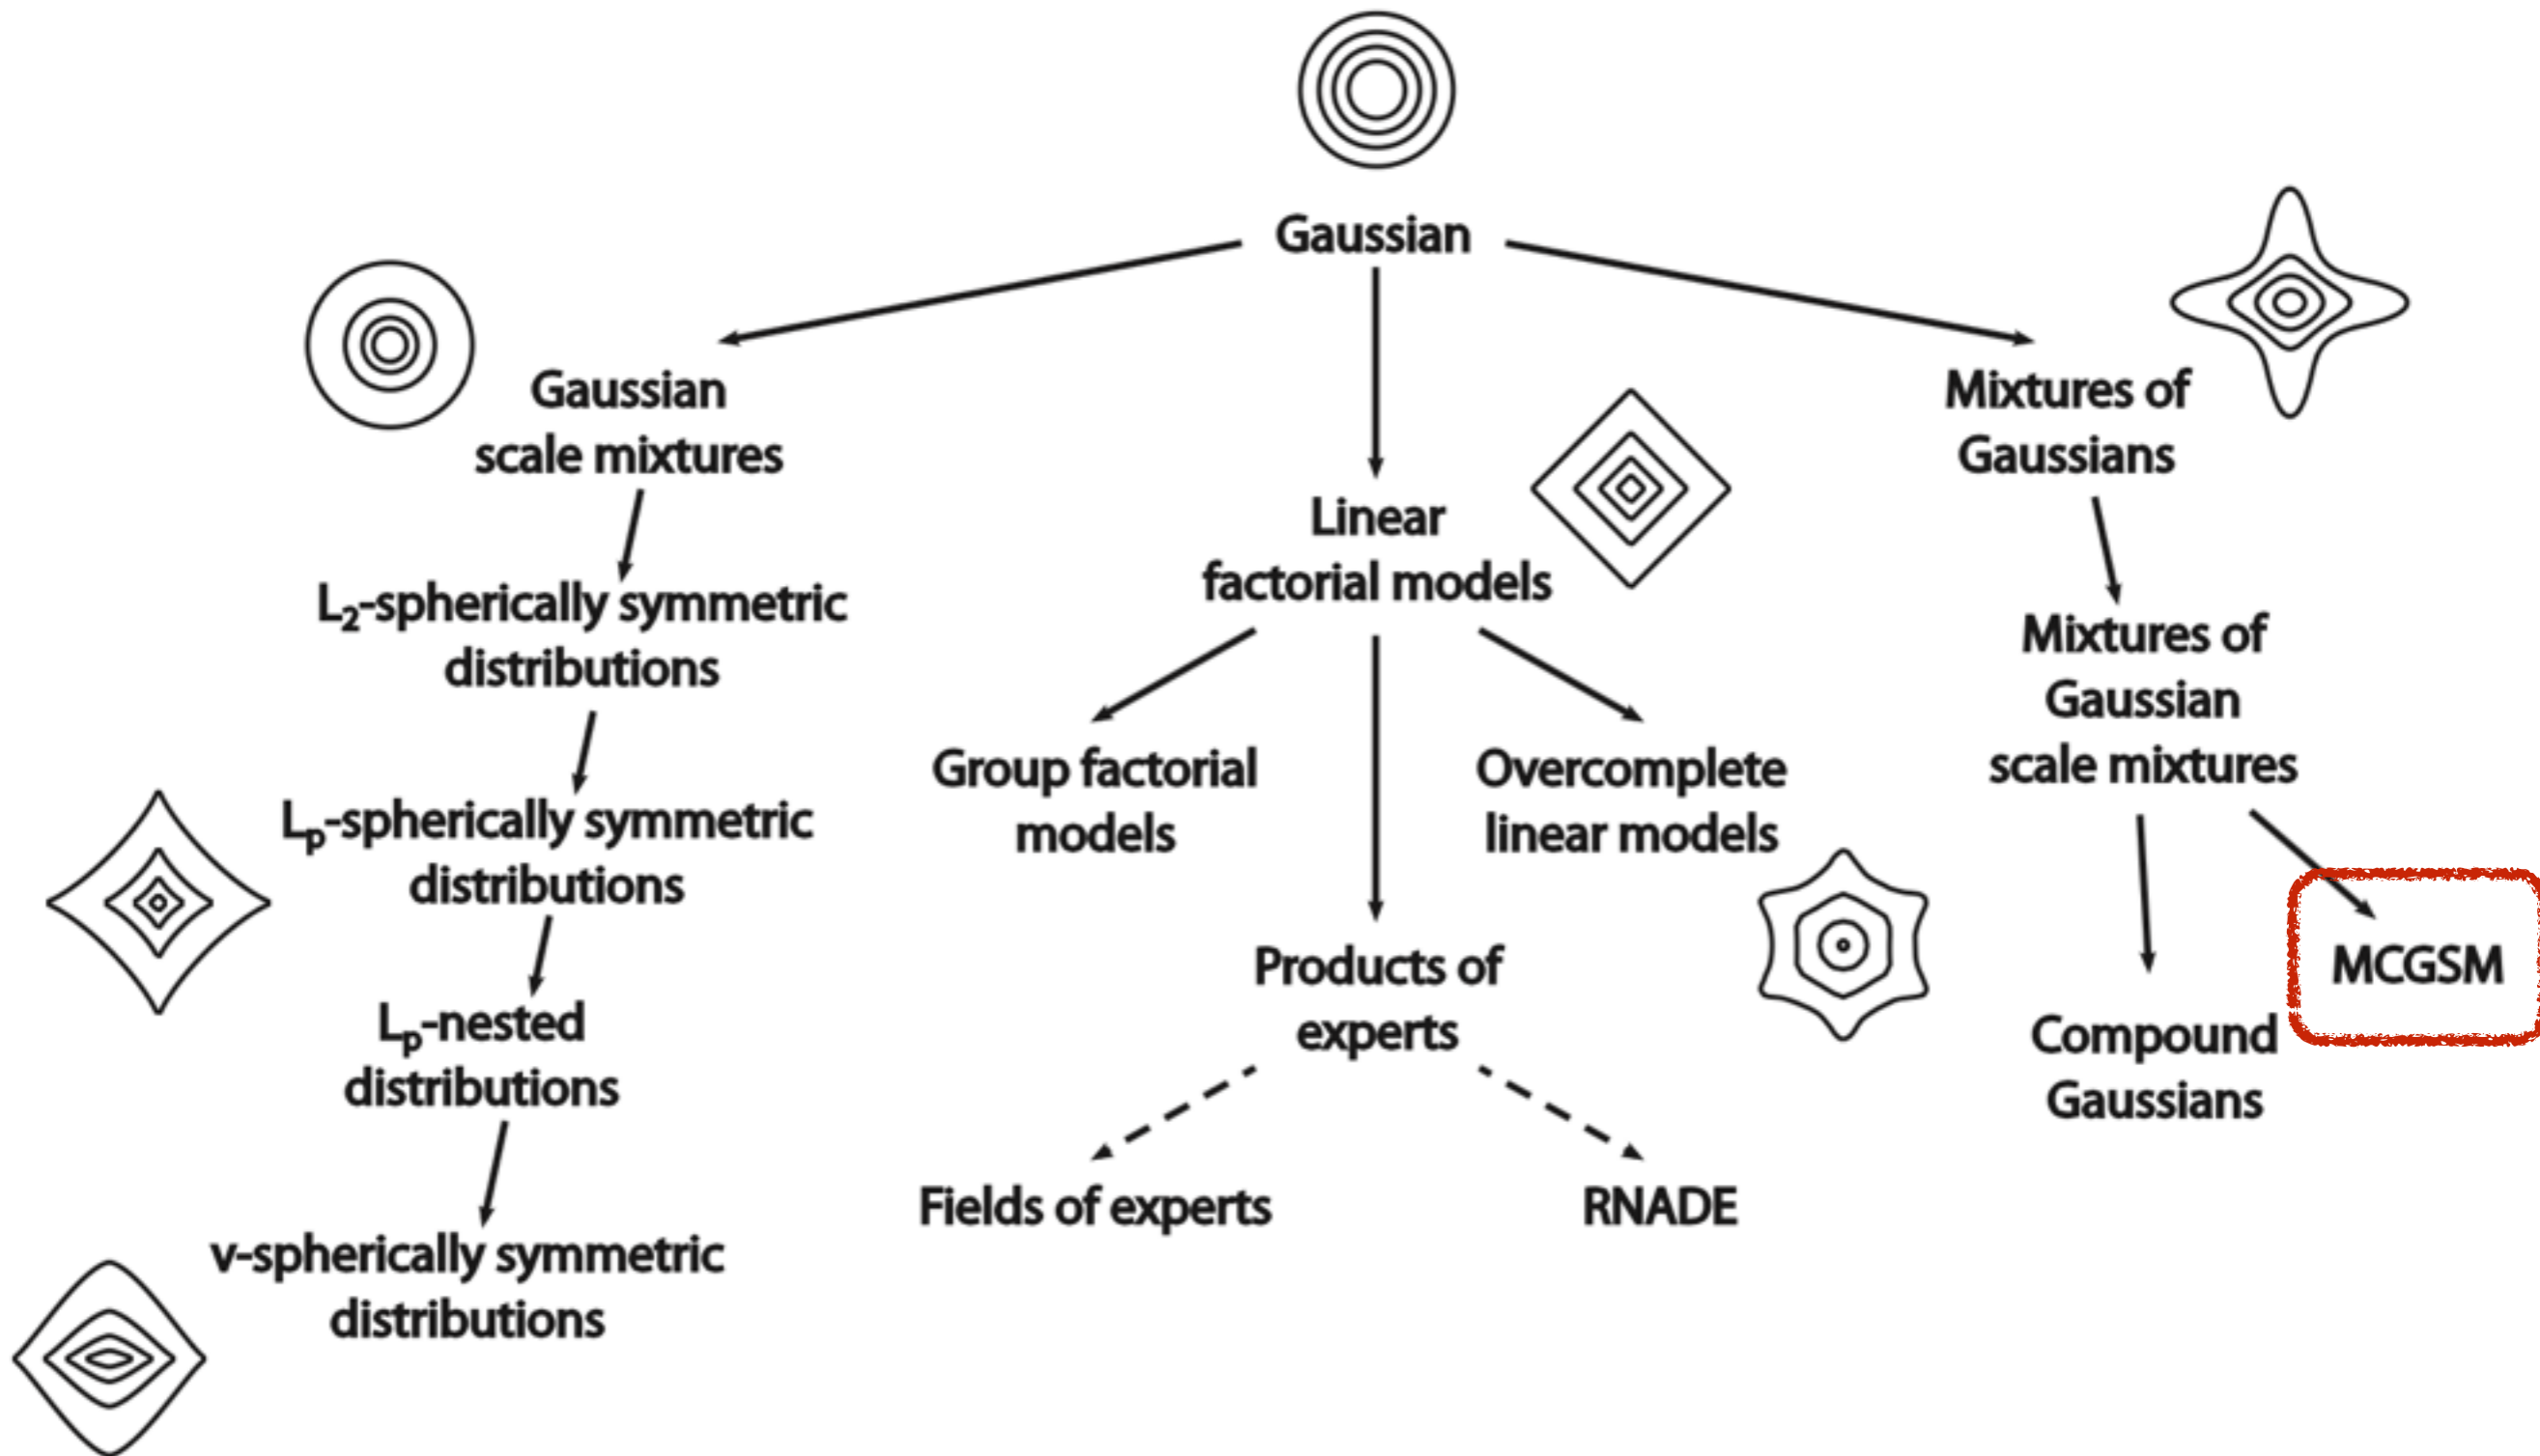 Gaussian
Gaussian
scale mixtures
L₂-spherically symmetric
distributions
Lₚ-spherically symmetric
distributions
Lₚ-nested
distributions
ν-spherically symmetric
distributions
Linear
factorial models
Group factorial
models
Overcomplete
linear models
Products of
experts
Fields of experts
RNADE
Mixtures of
Gaussians
Mixtures of
Gaussian
scale mixtures
MCGSM
Compound
Gaussians